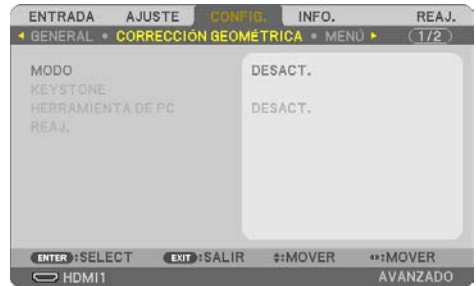 ENTRADA AJUSTE CONFIG. INFO. REAJ.
GENERAL • CORRECCIÓN GEOMÉTRICA • MENÚ (1/2)
MODO DESACT.
KEYSTONE
HERRAMIENTA DE PC DESACT.
REAJ.
ENTER :SELECT EXIT :SALIR :MOVER :MOVER
HDMI1 AVANZADO